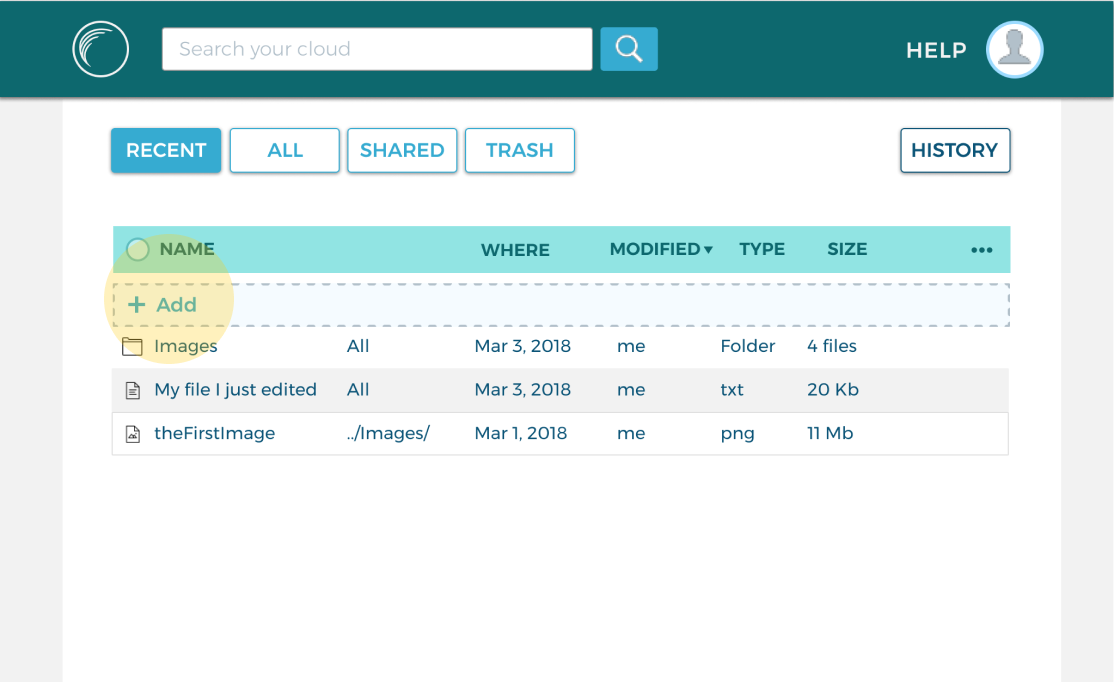 Search your cloud HELP
RECENT ALL SHARED TRASH HISTORY
NAME WHERE MODIFIED TYPE SIZE
+ Add
Images All Mar 3, 2018 me Folder 4 files
My file I just edited All Mar 3, 2018 me txt 20 Kb
theFirstImage ../Images/ Mar 1, 2018 me png 11 Mb